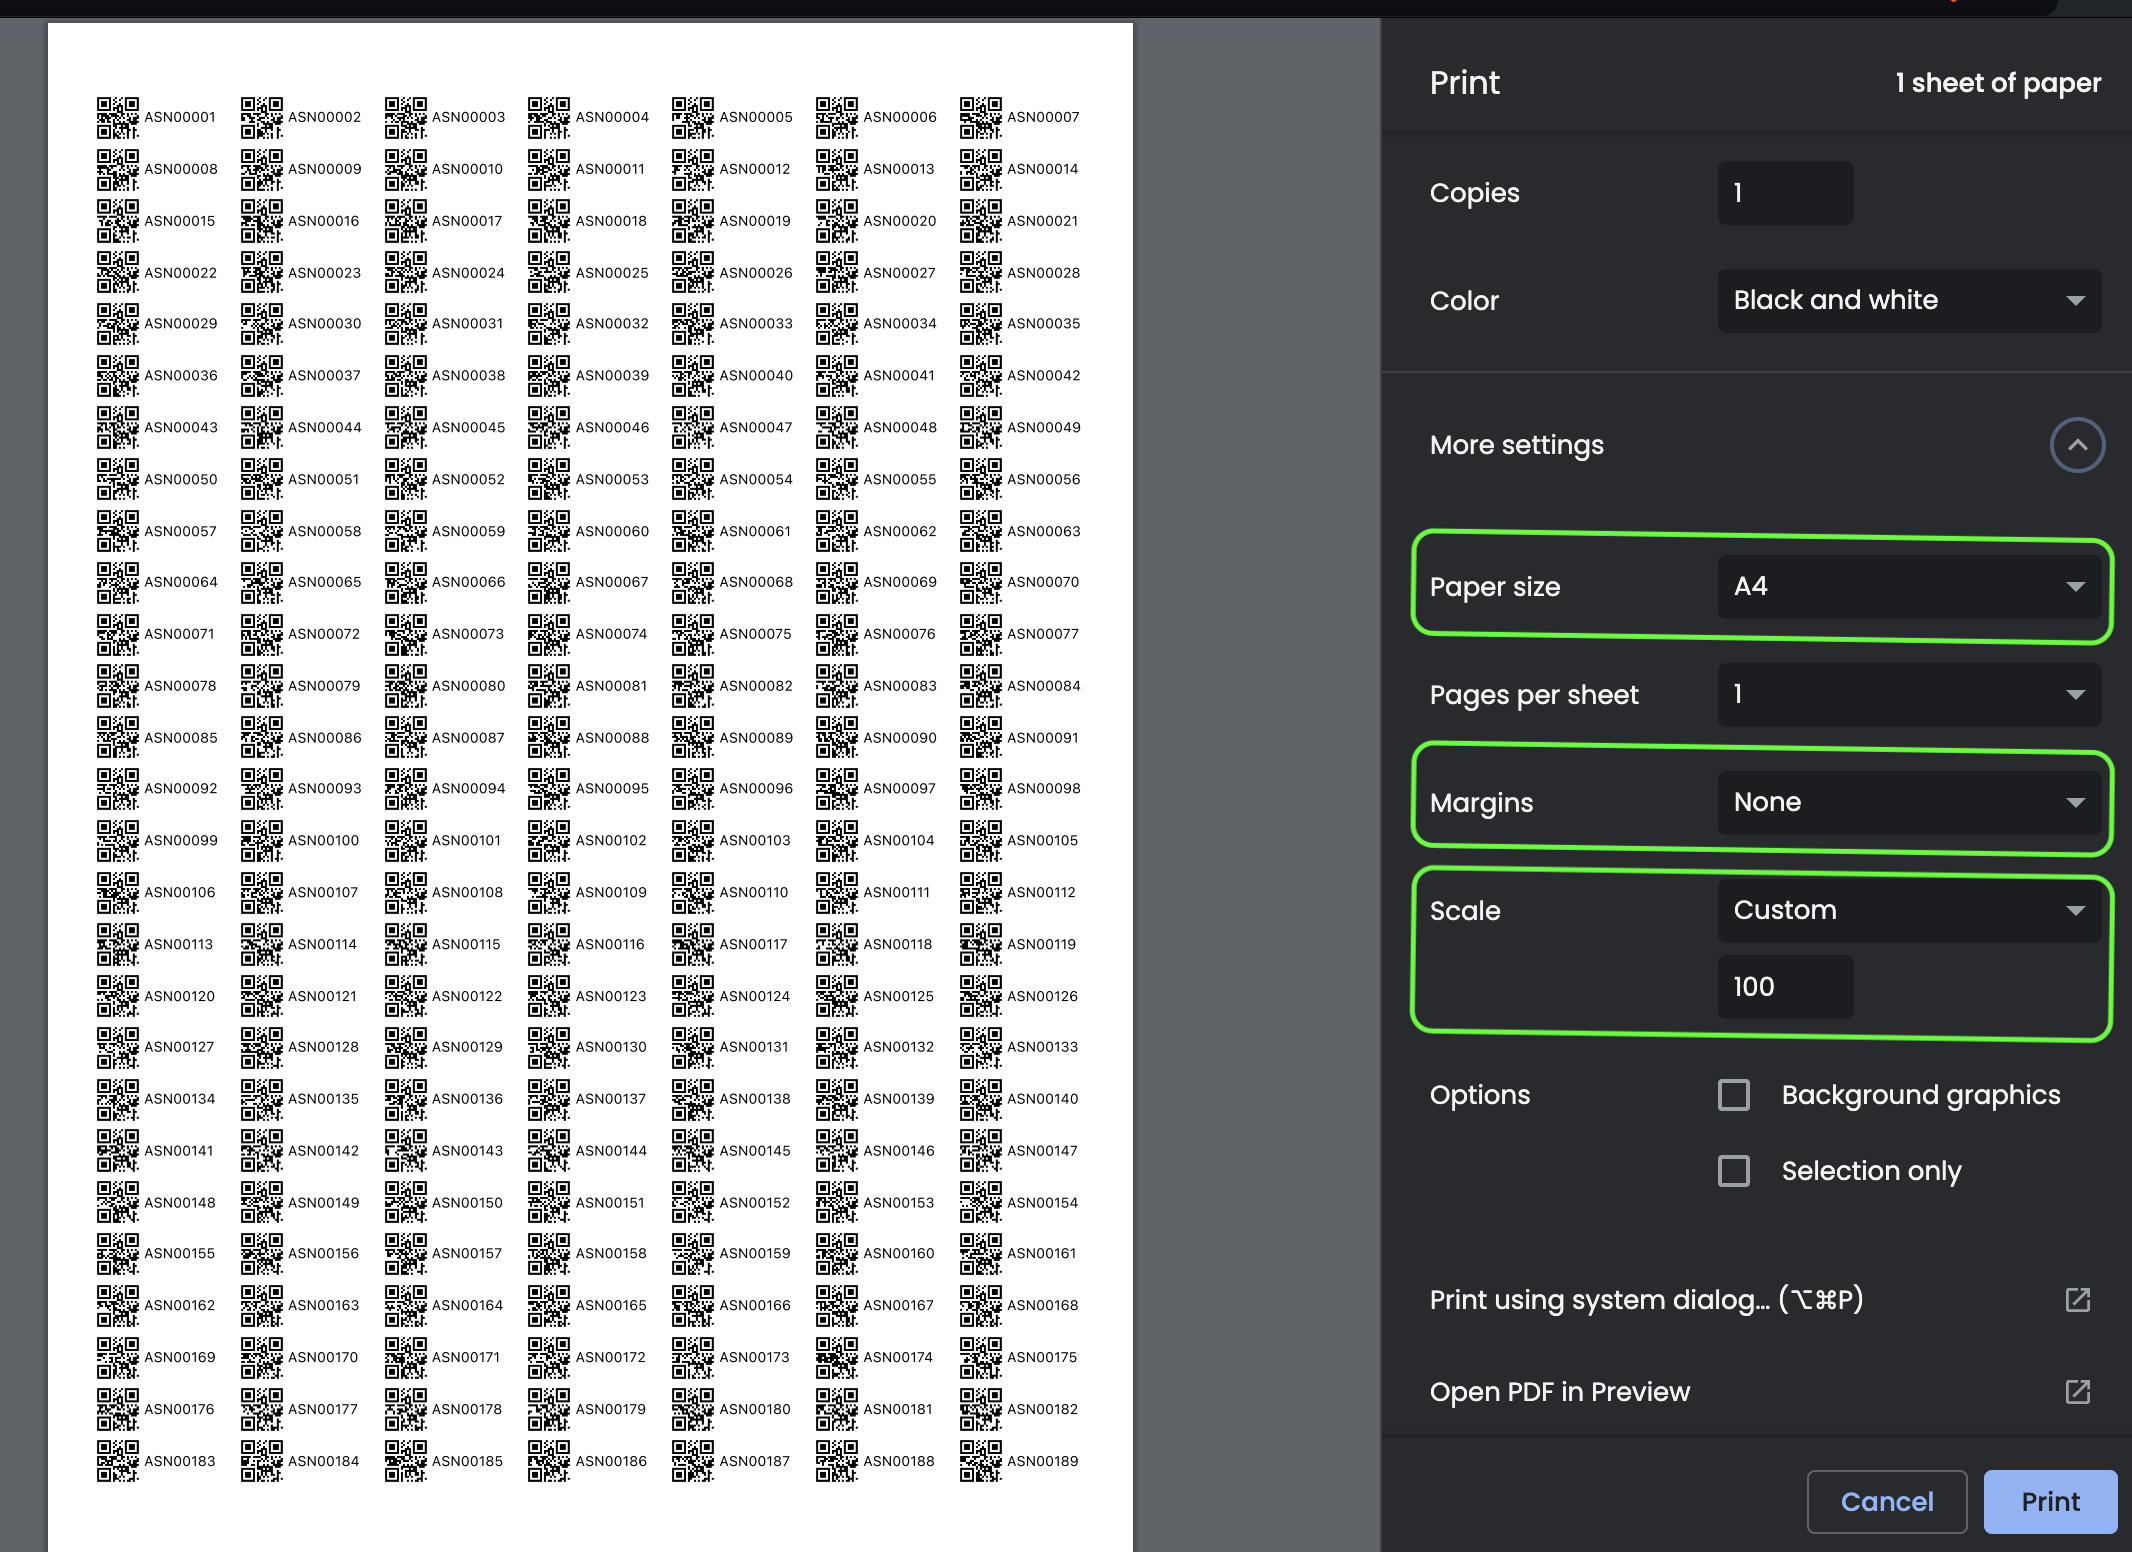 ASN00001 ASN00002 ASN00003 ASN00004 ASN00005 ASN00006 ASN00007
ASN00008 ASN00009 ASN00010 ASN00011 ASN00012 ASN00013 ASN00014
ASN00015 ASN00016 ASN00017 ASN00018 ASN00019 ASN00020 ASN00021
ASN00022 ASN00023 ASN00024 ASN00025 ASN00026 ASN00027 ASN00028
ASN00029 ASN00030 ASN00031 ASN00032 ASN00033 ASN00034 ASN00035
ASN00036 ASN00037 ASN00038 ASN00039 ASN00040 ASN00041 ASN00042
ASN00043 ASN00044 ASN00045 ASN00046 ASN00047 ASN00048 ASN00049
ASN00050 ASN00051 ASN00052 ASN00053 ASN00054 ASN00055 ASN00056
ASN00057 ASN00058 ASN00059 ASN00060 ASN00061 ASN00062 ASN00063
ASN00064 ASN00065 ASN00066 ASN00067 ASN00068 ASN00069 ASN00070
ASN00071 ASN00072 ASN00073 ASN00074 ASN00075 ASN00076 ASN00077
ASN00078 ASN00079 ASN00080 ASN00081 ASN00082 ASN00083 ASN00084
ASN00085 ASN00086 ASN00087 ASN00088 ASN00089 ASN00090 ASN00091
ASN00092 ASN00093 ASN00094 ASN00095 ASN00096 ASN00097 ASN00098
ASN00099 ASN00100 ASN00101 ASN00102 ASN00103 ASN00104 ASN00105
ASN00106 ASN00107 ASN00108 ASN00109 ASN00110 ASN00111 ASN00112
ASN00113 ASN00114 ASN00115 ASN00116 ASN00117 ASN00118 ASN00119
ASN00120 ASN00121 ASN00122 ASN00123 ASN00124 ASN00125 ASN00126
ASN00127 ASN00128 ASN00129 ASN00130 ASN00131 ASN00132 ASN00133
ASN00134 ASN00135 ASN00136 ASN00137 ASN00138 ASN00139 ASN00140
ASN00141 ASN00142 ASN00143 ASN00144 ASN00145 ASN00146 ASN00147
ASN00148 ASN00149 ASN00150 ASN00151 ASN00152 ASN00153 ASN00154
ASN00155 ASN00156 ASN00157 ASN00158 ASN00159 ASN00160 ASN00161
ASN00162 ASN00163 ASN00164 ASN00165 ASN00166 ASN00167 ASN00168
ASN00169 ASN00170 ASN00171 ASN00172 ASN00173 ASN00174 ASN00175
ASN00176 ASN00177 ASN00178 ASN00179 ASN00180 ASN00181 ASN00182
ASN00183 ASN00184 ASN00185 ASN00186 ASN00187 ASN00188 ASN00189
Print 1 sheet of paper
Copies 1
Color Black and white
More settings
Paper size A4
Pages per sheet 1
Margins None
Scale Custom
100
Options Background graphics
Selection only
Print using system dialog... (⌥⌘P)
Open PDF in Preview
Cancel Print